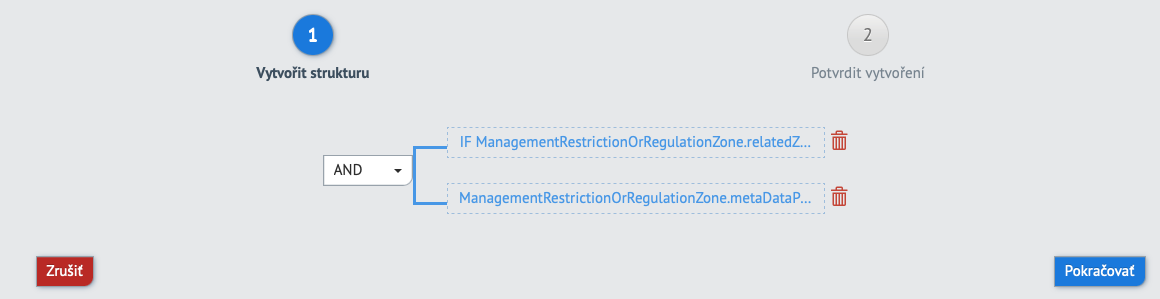 1
2
Vytvořit strukturu
Potvrdit vytvoření
IF ManagementRestrictionOrRegulationZone.relatedZ...
AND
ManagementRestrictionOrRegulationZone.metaDataP...
Zrušiť
Pokračovať